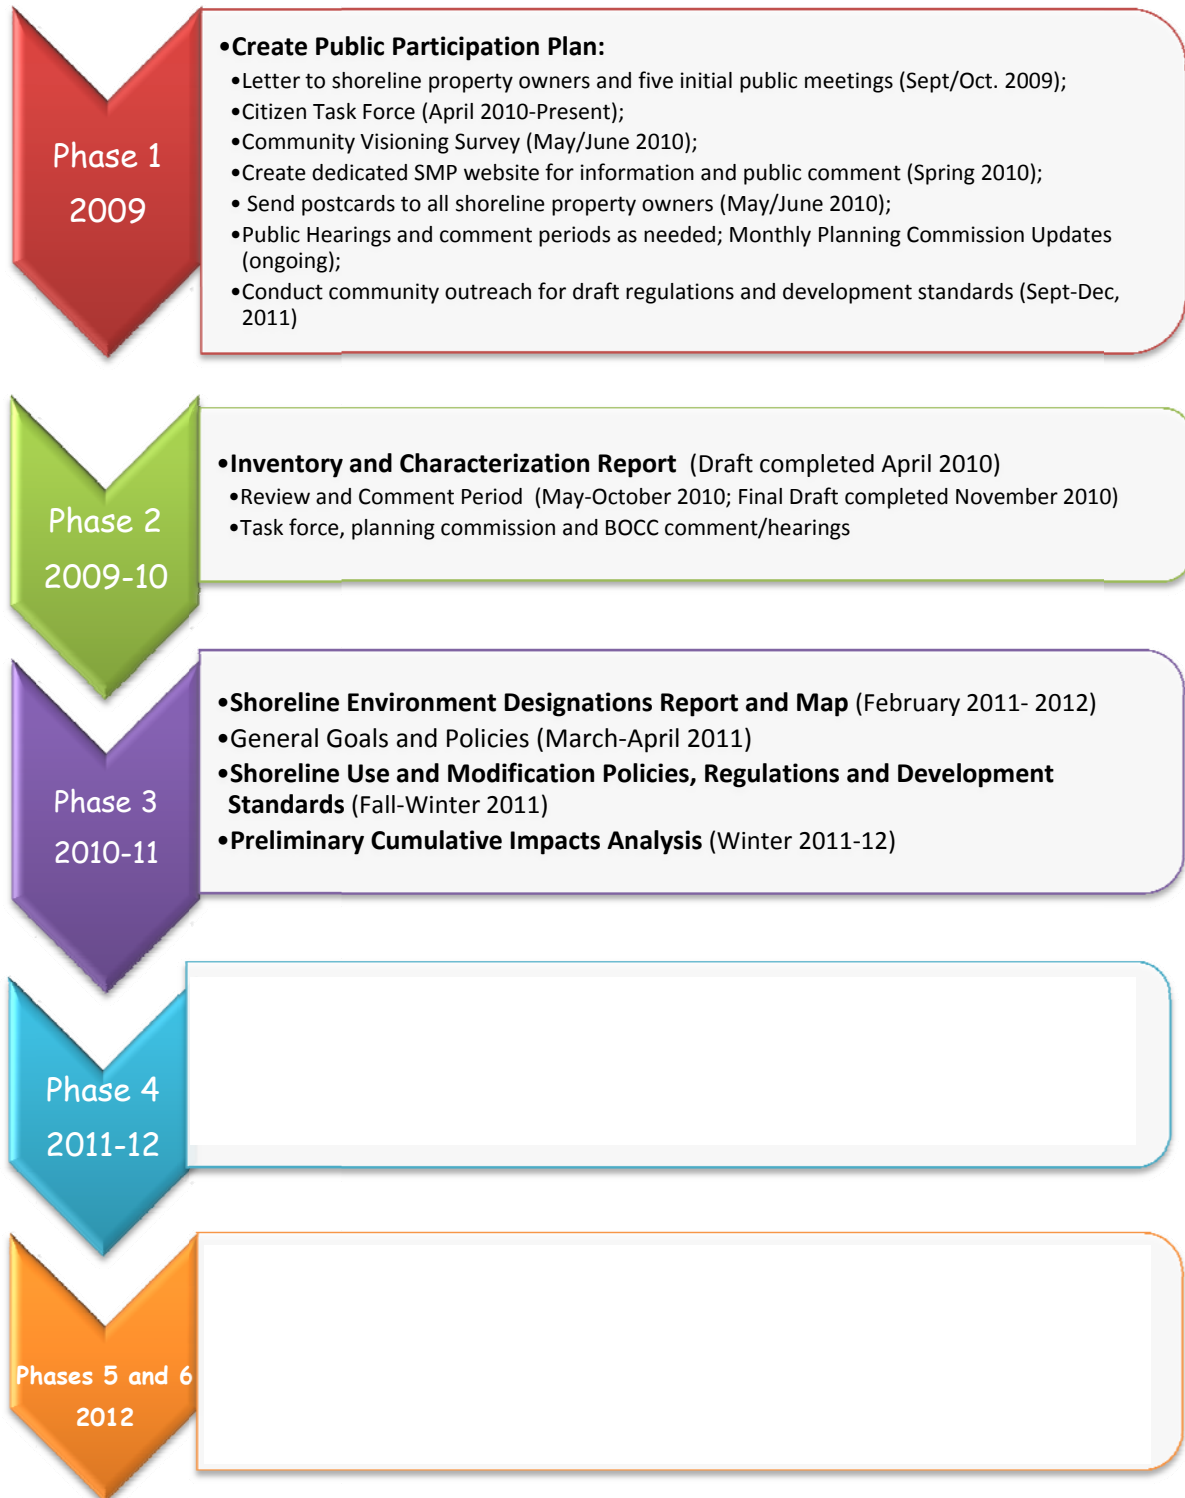 Phase 1
2009
•Create Public Participation Plan:
•Letter to shoreline property owners and five initial public meetings (Sept/Oct. 2009);
•Citizen Task Force (April 2010-Present);
•Community Visioning Survey (May/June 2010);
•Create dedicated SMP website for information and public comment (Spring 2010);
• Send postcards to all shoreline property owners (May/June 2010);
•Public Hearings and comment periods as needed; Monthly Planning Commission Updates
(ongoing);
•Conduct community outreach for draft regulations and development standards (Sept-Dec,
2011)
Phase 2
2009-10
•Inventory and Characterization Report (Draft completed April 2010)
•Review and Comment Period (May-October 2010; Final Draft completed November 2010)
•Task force, planning commission and BOCC comment/hearings
Phase 3
2010-11
•Shoreline Environment Designations Report and Map (February 2011- 2012)
•General Goals and Policies (March-April 2011)
•Shoreline Use and Modification Policies, Regulations and Development
Standards (Fall-Winter 2011)
•Preliminary Cumulative Impacts Analysis (Winter 2011-12)
Phase 4
2011-12
Phases 5 and 6
2012